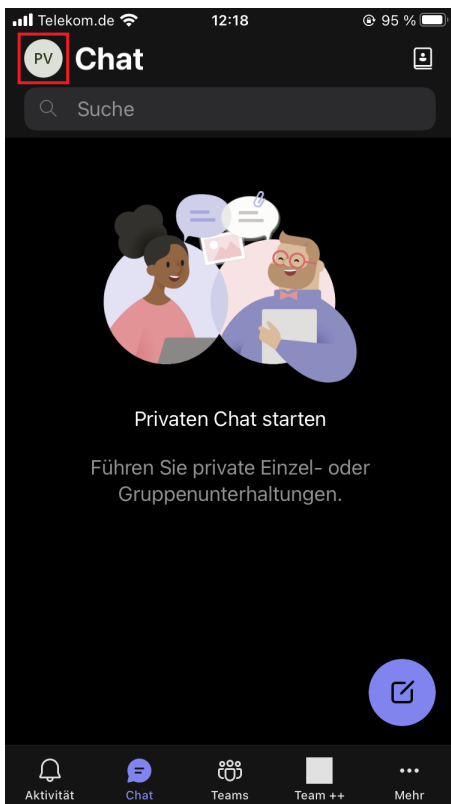 Telekom.de 12:18 95 %
PV Chat
Suche
Privaten Chat starten
Führen Sie private Einzel- oder
Gruppenunterhaltungen.
Aktivität Chat Teams Team ++ Mehr